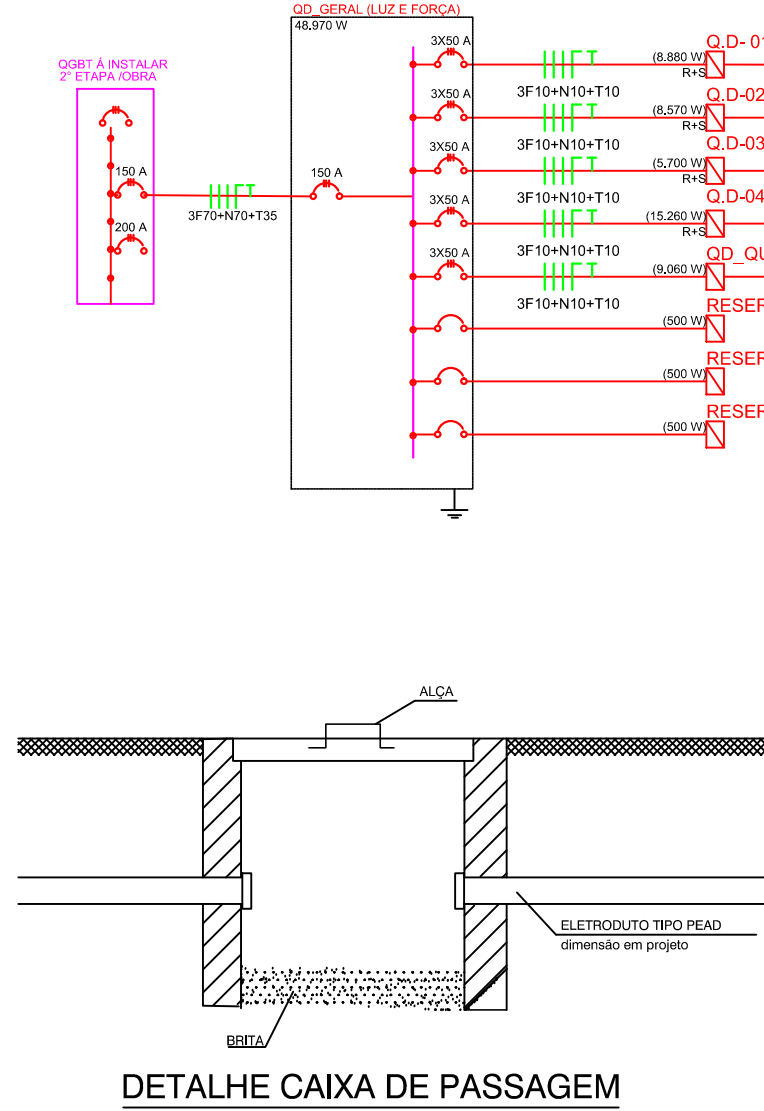 QD_GERAL (LUZ E FORÇA)
48.970 W
QGBT Á INSTALAR
2° ETAPA /OBRA
150 A
200 A
3F70+N70+T35
150 A
3X50 A
3F10+N10+T10
(8.880 W)
R+S
Q.D- 01
3X50 A
3F10+N10+T10
(8.570 W)
R+S
Q.D-02
3X50 A
3F10+N10+T10
(5.700 W)
R+S
Q.D-03
3X50 A
3F10+N10+T10
(15.260 W)
R+S
Q.D-04
3X50 A
3F10+N10+T10
(9.060 W)
QD_QU
(500 W)
RESER
(500 W)
RESER
(500 W)
RESER
ALÇA
ELETRODUTO TIPO PEAD
dimensão em projeto
BRITA
DETALHE CAIXA DE PASSAGEM